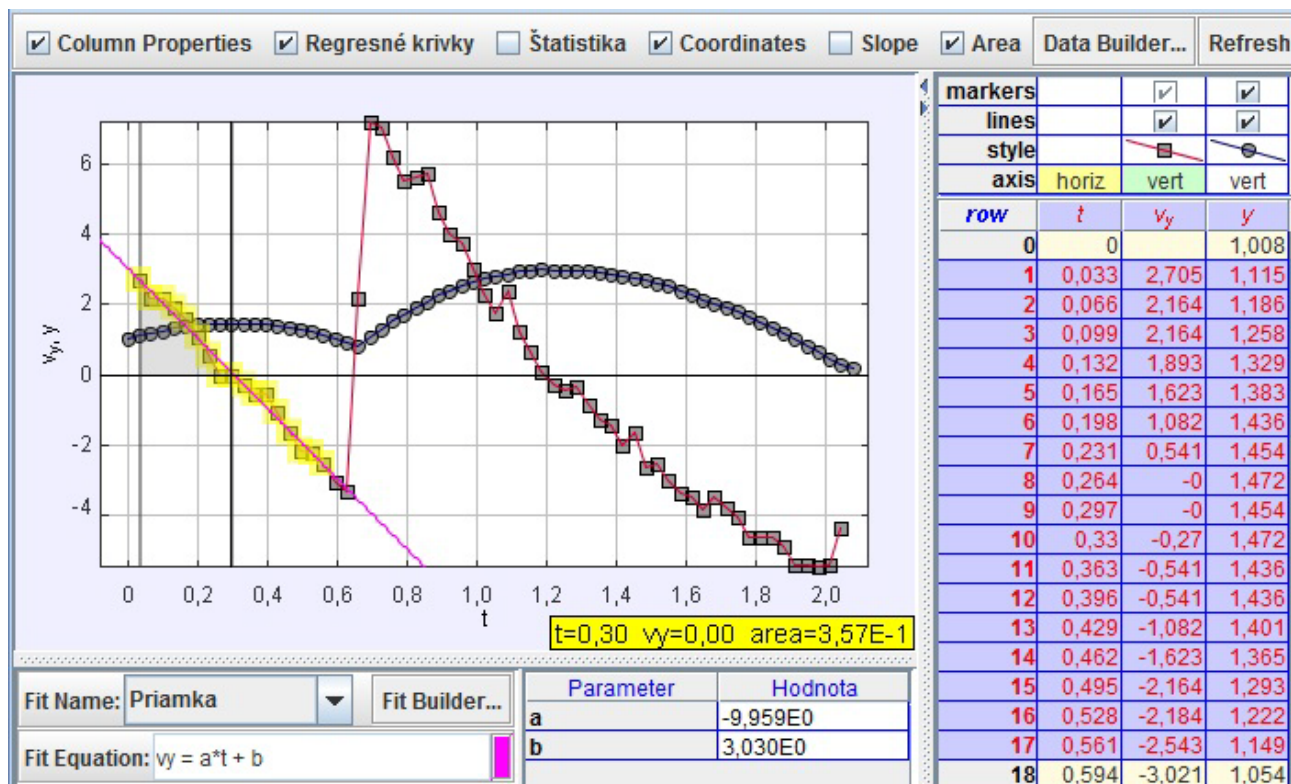 Column Properties Regresné krivky Štatistika Coordinates Slope Area Data Builder... Refresh
6
4
2
0
-2
-4
vy, y
0 0,2 0,4 0,6 0,8 1,0 1,2 1,4 1,6 1,8 2,0
t
t=0,30 vy=0,00 area=3,57E-1
Fit Name: Priamka Fit Builder...
Fit Equation: vy = a*t + b
Parameter Hodnota
a -9,959E0
b 3,030E0
markers
lines
style
axis horiz vert vert
row t vy y
0 0 1,008
1 0,033 2,705 1,115
2 0,066 2,164 1,186
3 0,099 2,164 1,258
4 0,132 1,893 1,329
5 0,165 1,623 1,383
6 0,198 1,082 1,436
7 0,231 0,541 1,454
8 0,264 -0 1,472
9 0,297 -0 1,454
10 0,33 -0,27 1,472
11 0,363 -0,541 1,436
12 0,396 -0,541 1,436
13 0,429 -1,082 1,401
14 0,462 -1,623 1,365
15 0,495 -2,164 1,293
16 0,528 -2,184 1,222
17 0,561 -2,543 1,149
18 0,594 -3,021 1,054